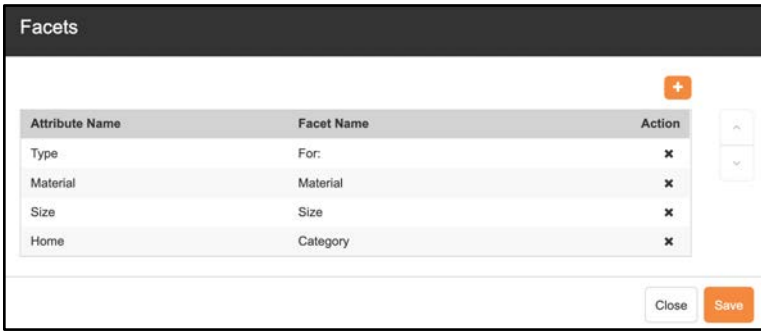 Facets
+
Attribute Name Facet Name Action
Type For: ×
Material Material ×
Size Size ×
Home Category ×
Close Save